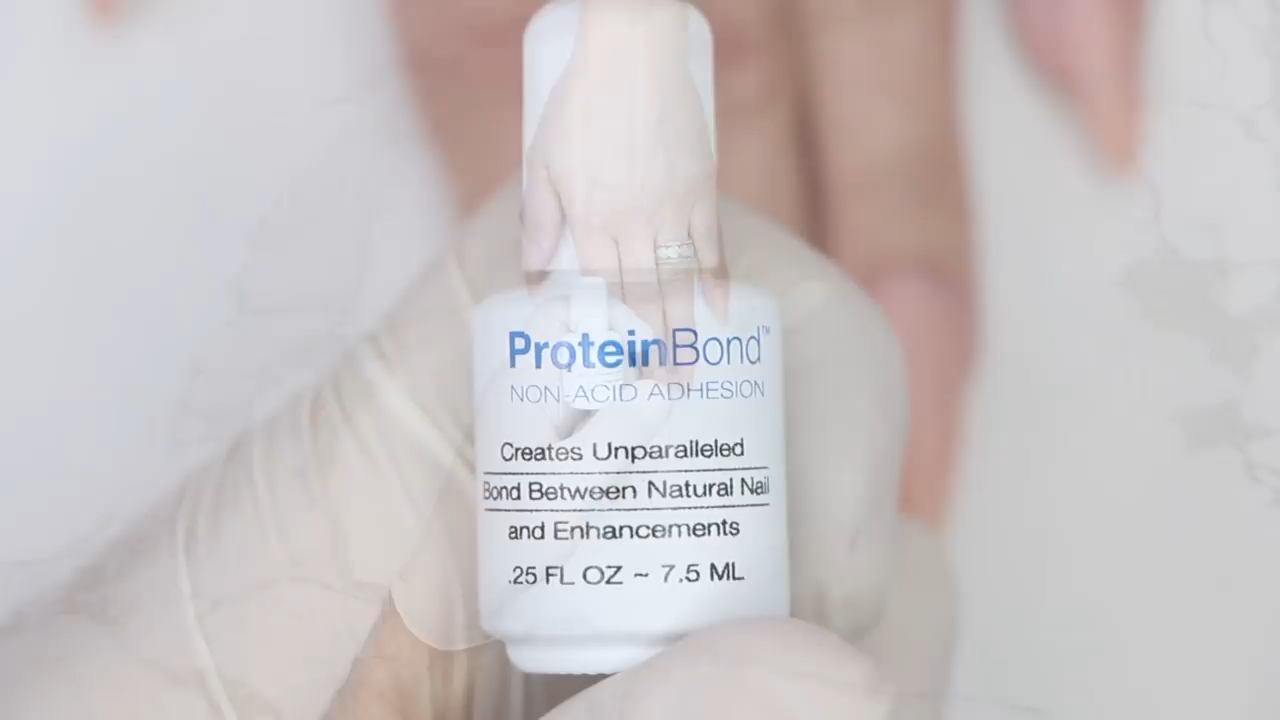 ProteinBond™
NON-ACID ADHESION
Creates Unparalleled
Bond Between Natural Nail
and Enhancements
.25 FL OZ ~ 7.5 ML